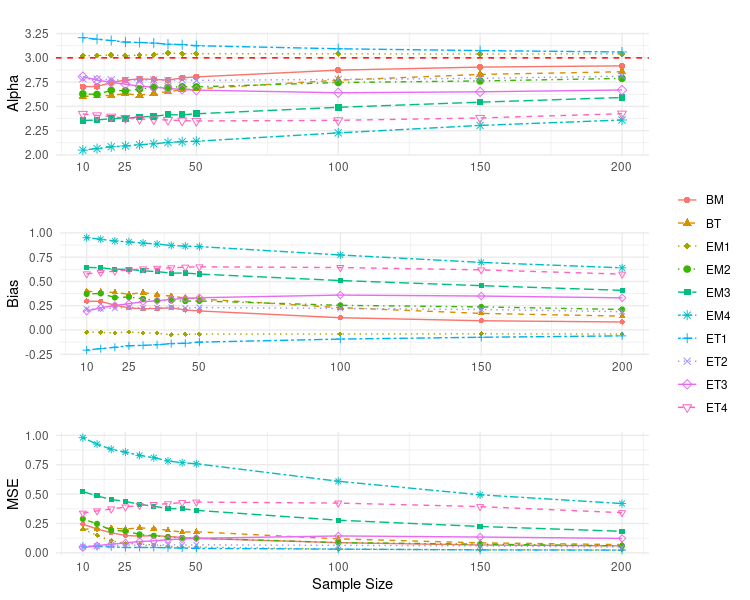 Alpha
3.25
3.00
2.75
2.50
2.25
2.00
10 25 50 100 150 200
Bias
1.00
0.75
0.50
0.25
0.00
-0.25
10 25 50 100 150 200
MSE
1.00
0.75
0.50
0.25
0.00
10 25 50 100 150 200
Sample Size
BM
BT
EM1
EM2
EM3
EM4
ET1
ET2
ET3
ET4